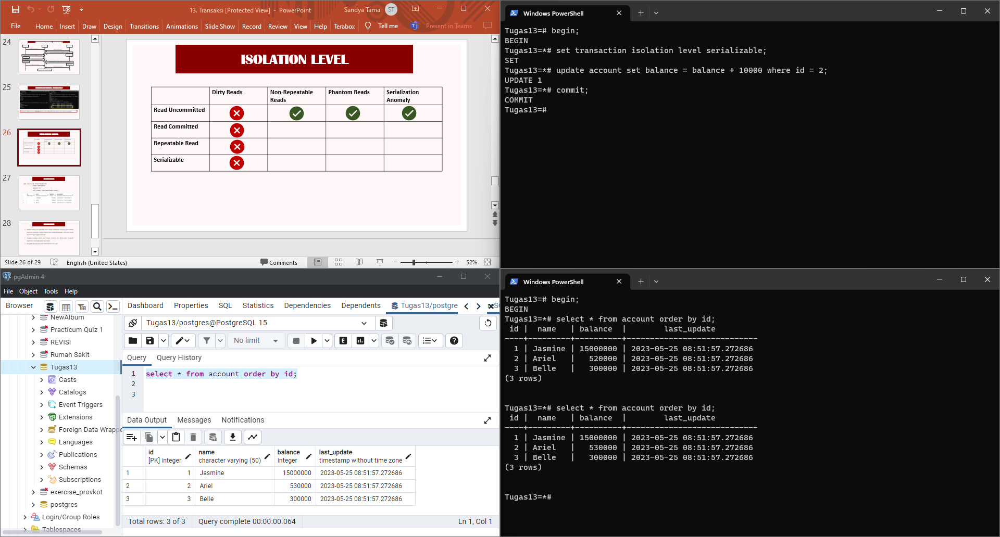 13. Transaksi [Protected View] - PowerPoint
Sandya Tama ST
File Home Insert Draw Design Transitions Animations Slide Show Record Review View Help Terabox Tell me Present in Teams
24
25
26
27
28
ISOLATION LEVEL
Dirty Reads Non-Repeatable Reads Phantom Reads Serialization Anomaly
Read Uncommitted
Read Committed
Repeatable Read
Serializable
Slide 26 of 29 English (United States) Comments 52%
Windows PowerShell
Tugas13=# begin;
BEGIN
Tugas13=*# set transaction isolation level serializable;
SET
Tugas13=*# update account set balance = balance + 10000 where id = 2;
UPDATE 1
Tugas13=*# commit;
COMMIT
Tugas13=#
pgAdmin 4
File Object Tools Help
Browser
NewAlbum
Practicum Quiz 1
REVISI
Rumah Sakit
Tugas13
Casts
Catalogs
Event Triggers
Extensions
Foreign Data Wrappe
Languages
Publications
Schemas
Subscriptions
exercise_provkot
postgres
Login/Group Roles
Tablespaces
Dashboard Properties SQL Statistics Dependencies Dependents Tugas13/postgre
Tugas13/postgres@PostgreSQL 15
No limit
Query Query History
1 select * from account order by id;
2
3
Data Output Messages Notifications
id [PK] integer name character varying (50) balance integer last_update timestamp without time zone
1 1 Jasmine 15000000 2023-05-25 08:51:57.272686
2 2 Ariel 530000 2023-05-25 08:51:57.272686
3 3 Belle 300000 2023-05-25 08:51:57.272686
Total rows: 3 of 3 Query complete 00:00:00.064 Ln 1, Col 1
Windows PowerShell
Tugas13=# begin;
BEGIN
Tugas13=*# select * from account order by id;
 id |  name   | balance  |        last_update
----+---------+----------+----------------------------
  1 | Jasmine | 15000000 | 2023-05-25 08:51:57.272686
  2 | Ariel   |   520000 | 2023-05-25 08:51:57.272686
  3 | Belle   |   300000 | 2023-05-25 08:51:57.272686
(3 rows)
Tugas13=*# select * from account order by id;
 id |  name   | balance  |        last_update
----+---------+----------+----------------------------
  1 | Jasmine | 15000000 | 2023-05-25 08:51:57.272686
  2 | Ariel   |   530000 | 2023-05-25 08:51:57.272686
  3 | Belle   |   300000 | 2023-05-25 08:51:57.272686
(3 rows)
Tugas13=*#